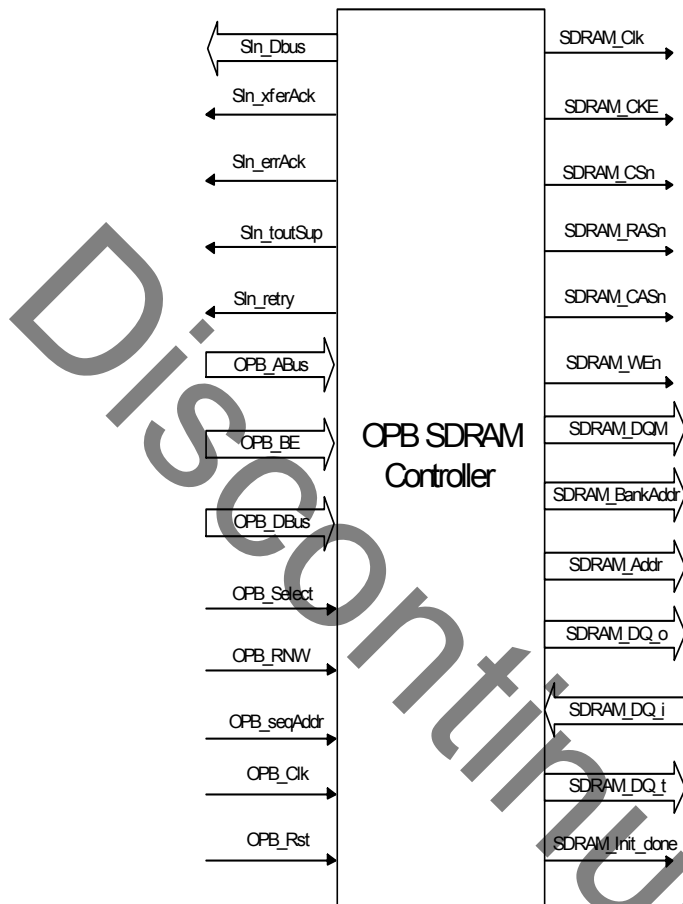 Sln_Dbus
Sln_xferAck
Sln_errAck
Sln_toutSup
Sln_retry
OPB_ABus
OPB_BE
OPB_DBus
OPB_Select
OPB_RNW
OPB_seqAddr
OPB_Clk
OPB_Rst
OPB SDRAM
Controller
SDRAM_Clk
SDRAM_CKE
SDRAM_CSn
SDRAM_RASn
SDRAM_CASn
SDRAM_WEn
SDRAM_DQM
SDRAM_BankAddr
SDRAM_Addr
SDRAM_DQ_o
SDRAM_DQ_i
SDRAM_DQ_t
SDRAM_Init_done
Discontinu